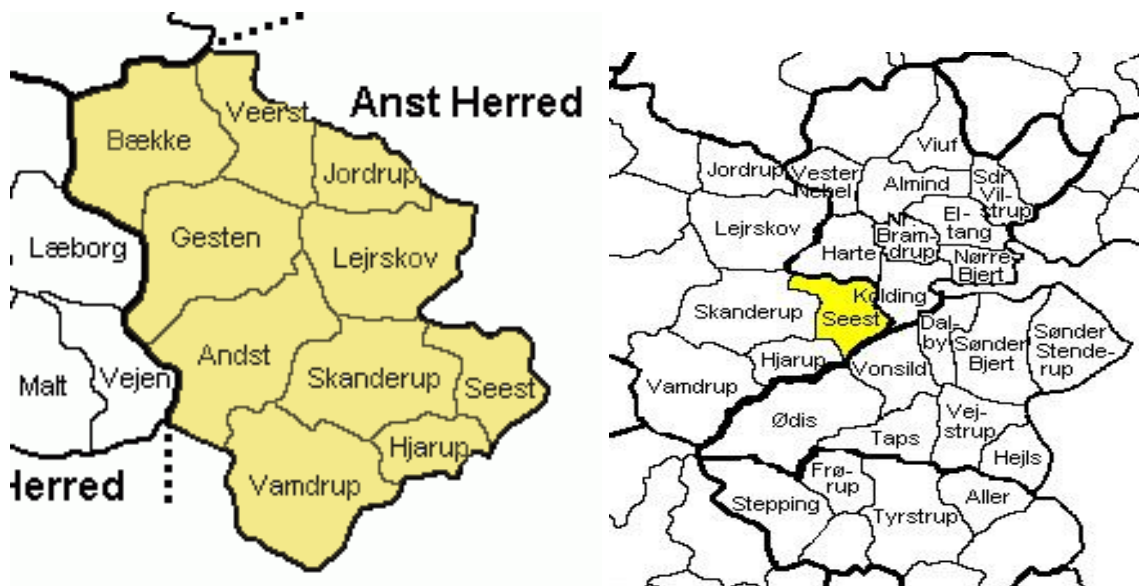 Anst Herred
Veerst
Bække
Jordrup
Læborg
Gesten
Lejrskov
Andst
Malt
Vejen
Skanderup
Seest
Hjarup
Herred
Vamdrup
Viuf
Jordrup
Vester
Nebel
Almind
Sdr
Vil-
strup
Lejrskov
Nr.
Bram-
drup
El-
tang
Harte
Nørre
Bjert
Kolding
Skanderup
Seest
Dal-
by
Sønder
Bjert
Sønder
Stende-
rup
Hjarup
Vonsild
Vamdrup
Ødis
Taps
Vej-
strup
Hejls
Frø-
rup
Stepping
Aller
Tyrstrup